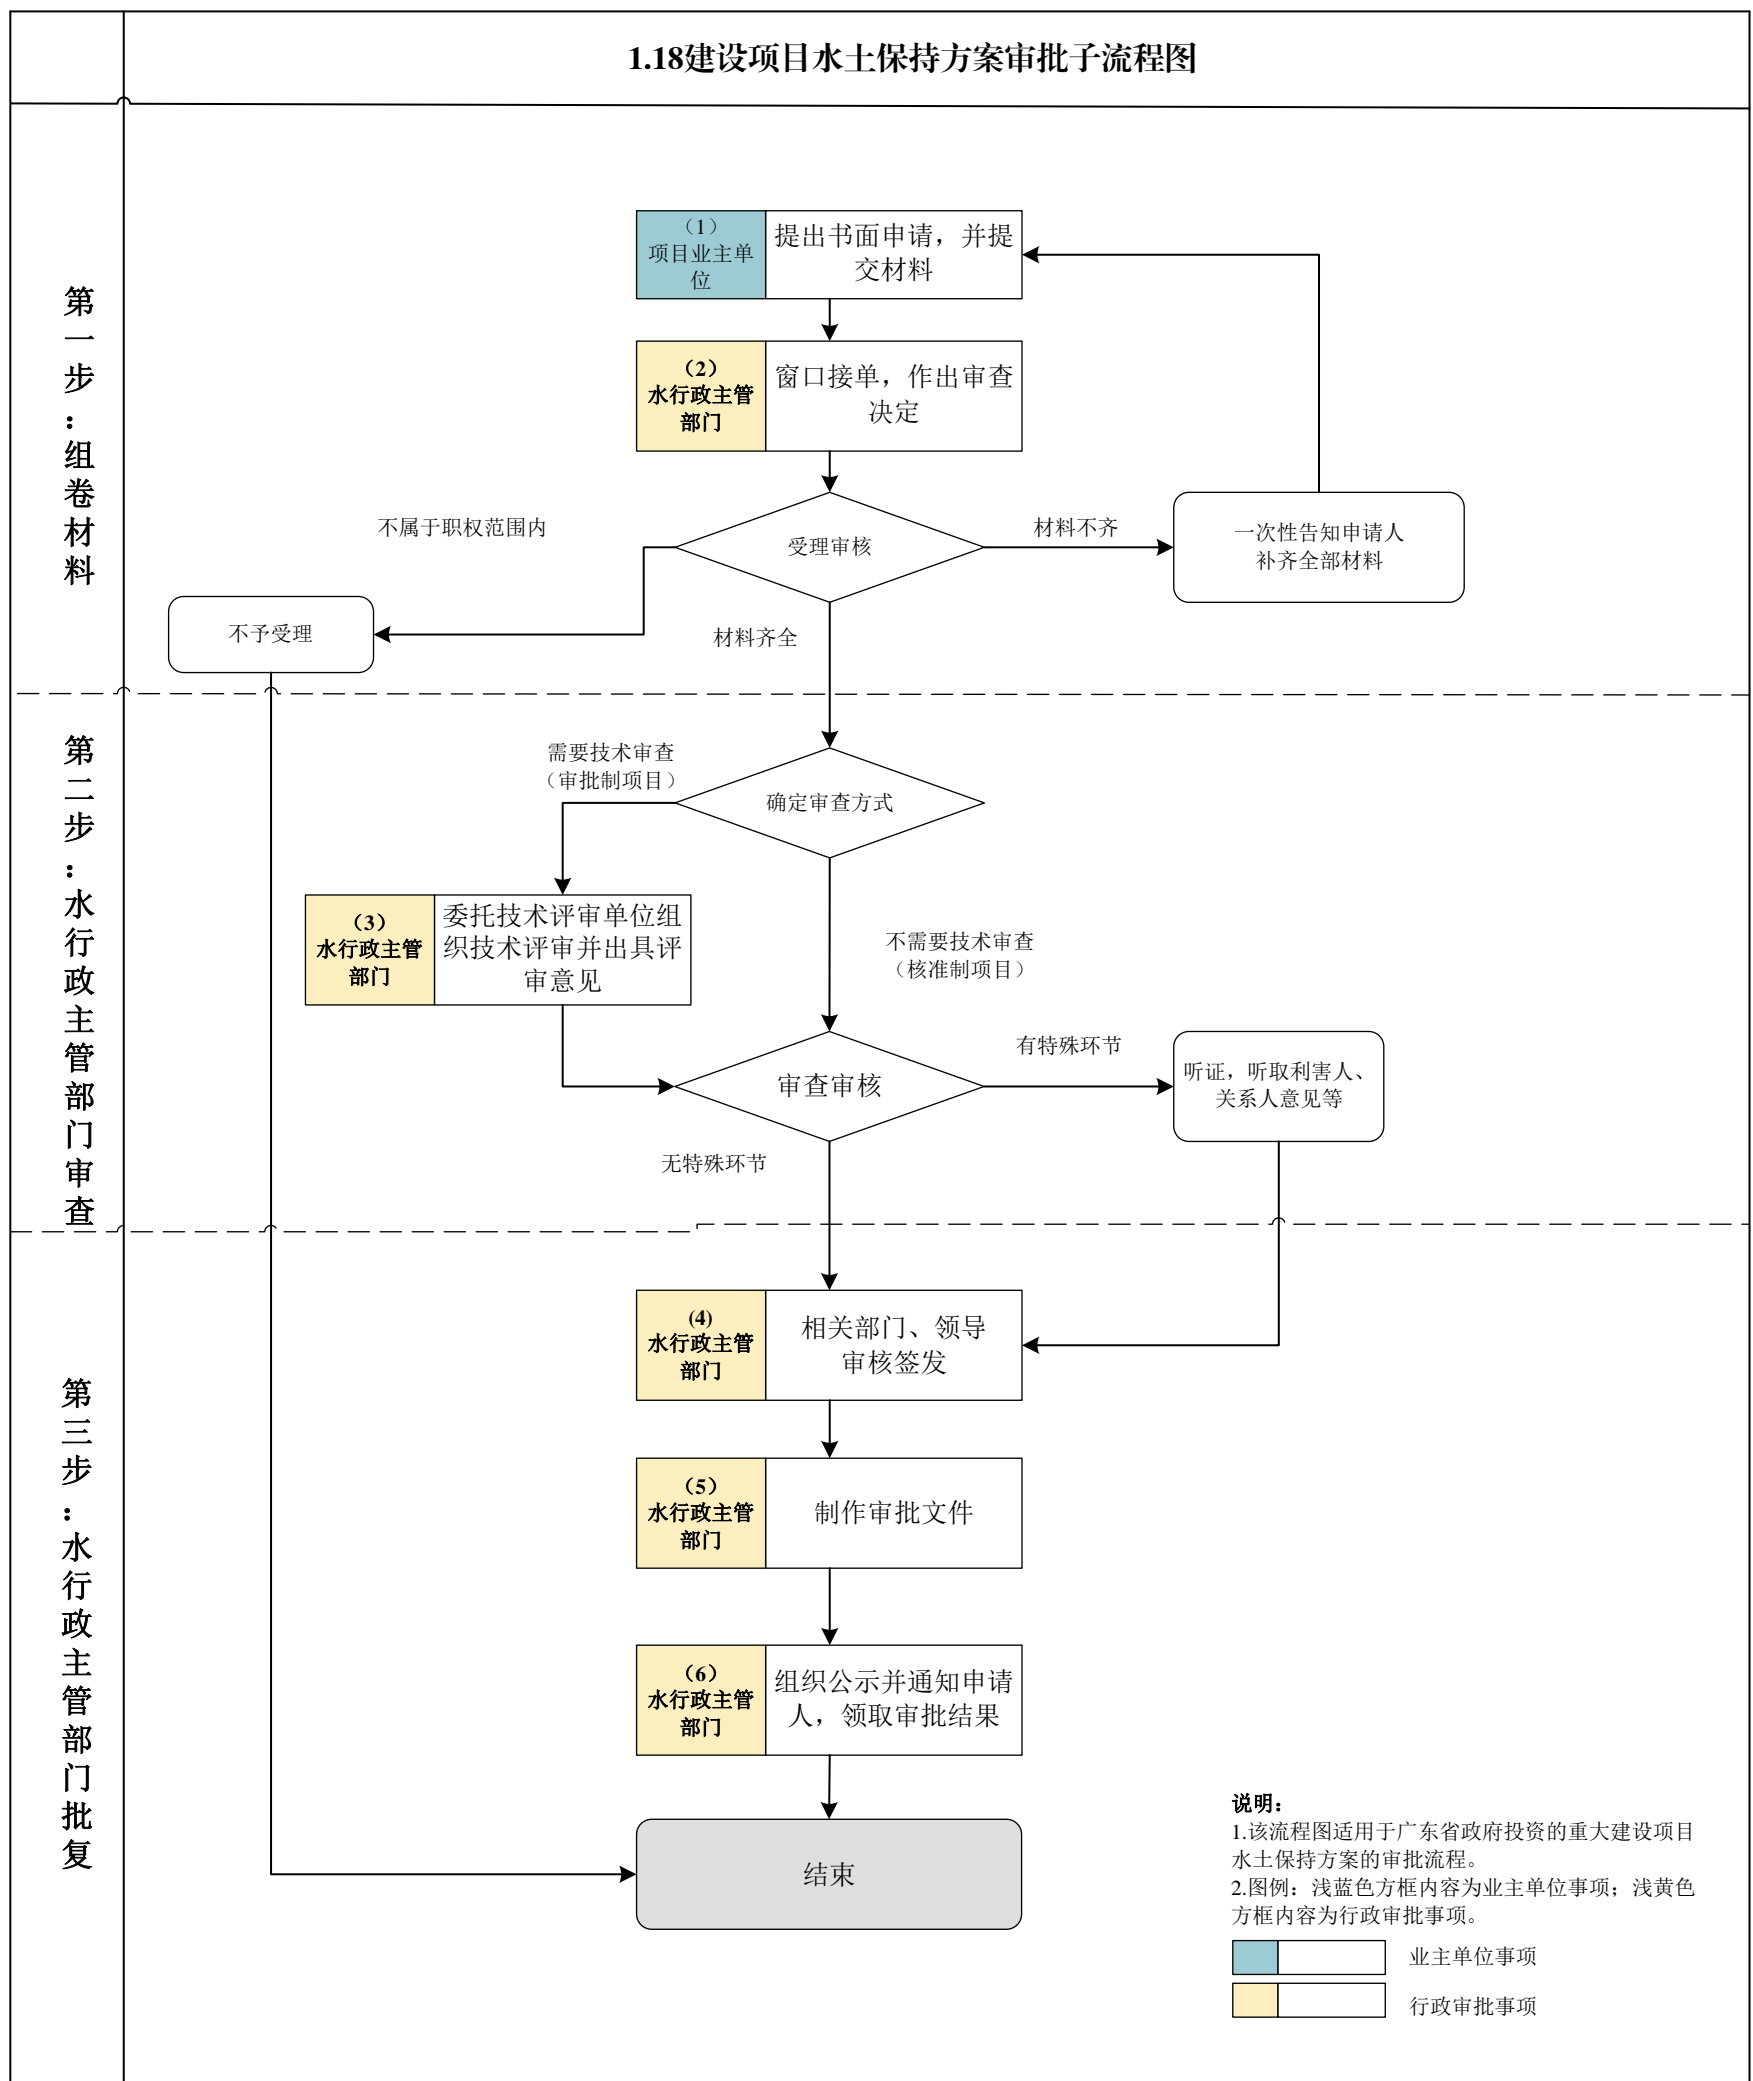 1.18建设项目水土保持方案审批子流程图
第一步：组卷材料
（1）
项目业主单
位
提出书面申请，并提
交材料
（2）
水行政主管
部门
窗口接单，作出审查
决定
不属于职权范围内
受理审核
材料不齐
一次性告知申请人
补齐全部材料
不予受理
材料齐全
第二步：水行政主管部门审查
需要技术审查
（审批制项目）
确定审查方式
（3）
水行政主管
部门
委托技术评审单位组
织技术评审并出具评
审意见
不需要技术审查
（核准制项目）
审查审核
有特殊环节
听证，听取利害人、
关系人意见等
无特殊环节
第三步：水行政主管部门批复
(4)
水行政主管
部门
相关部门、领导
审核签发
（5）
水行政主管
部门
制作审批文件
（6）
水行政主管
部门
组织公示并通知申请
人，领取审批结果
结束
说明：
1.该流程图适用于广东省政府投资的重大建设项目
水土保持方案的审批流程。
2.图例：浅蓝色方框内容为业主单位事项；浅黄色
方框内容为行政审批事项。
业主单位事项
行政审批事项